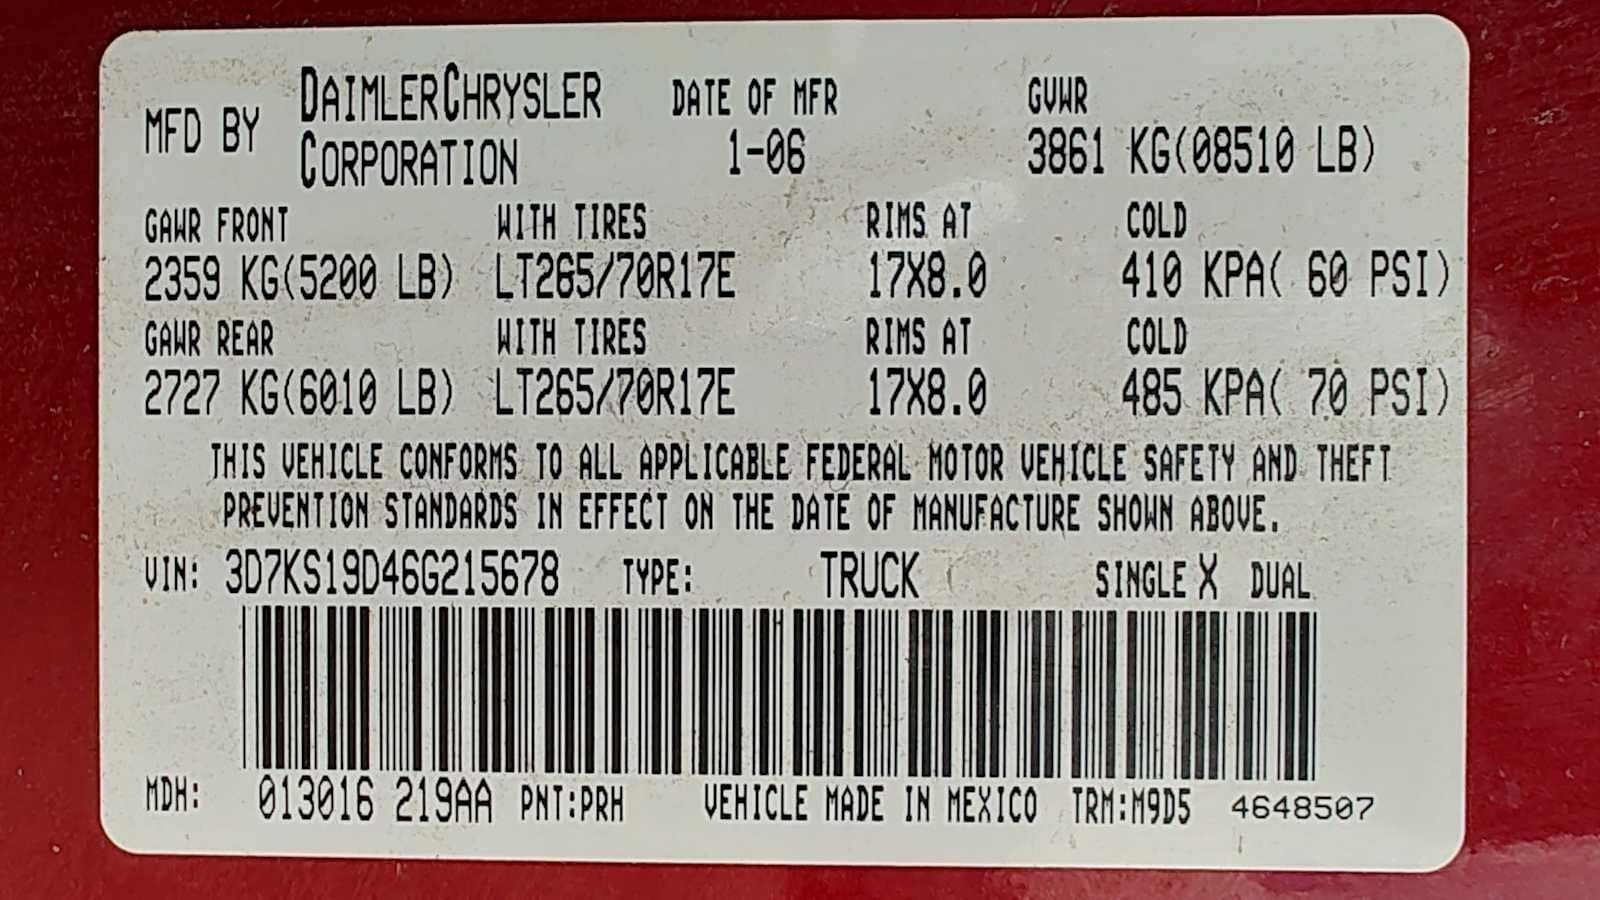 MFD BY DAIMLERCHRYSLER CORPORATION DATE OF MFR 1-06 GVWR 3861 KG(08510 LB)
GAWR FRONT WITH TIRES RIMS AT COLD
2359 KG(5200 LB) LT265/70R17E 17X8.0 410 KPA( 60 PSI)
GAWR REAR WITH TIRES RIMS AT COLD
2727 KG(6010 LB) LT265/70R17E 17X8.0 485 KPA( 70 PSI)
THIS VEHICLE CONFORMS TO ALL APPLICABLE FEDERAL MOTOR VEHICLE SAFETY AND THEFT
PREVENTION STANDARDS IN EFFECT ON THE DATE OF MANUFACTURE SHOWN ABOVE.
VIN: 3D7KS19D46G215678 TYPE: TRUCK SINGLE X DUAL
MDH: 013016 219AA PNT:PRH VEHICLE MADE IN MEXICO TRM:M9D5 4648507